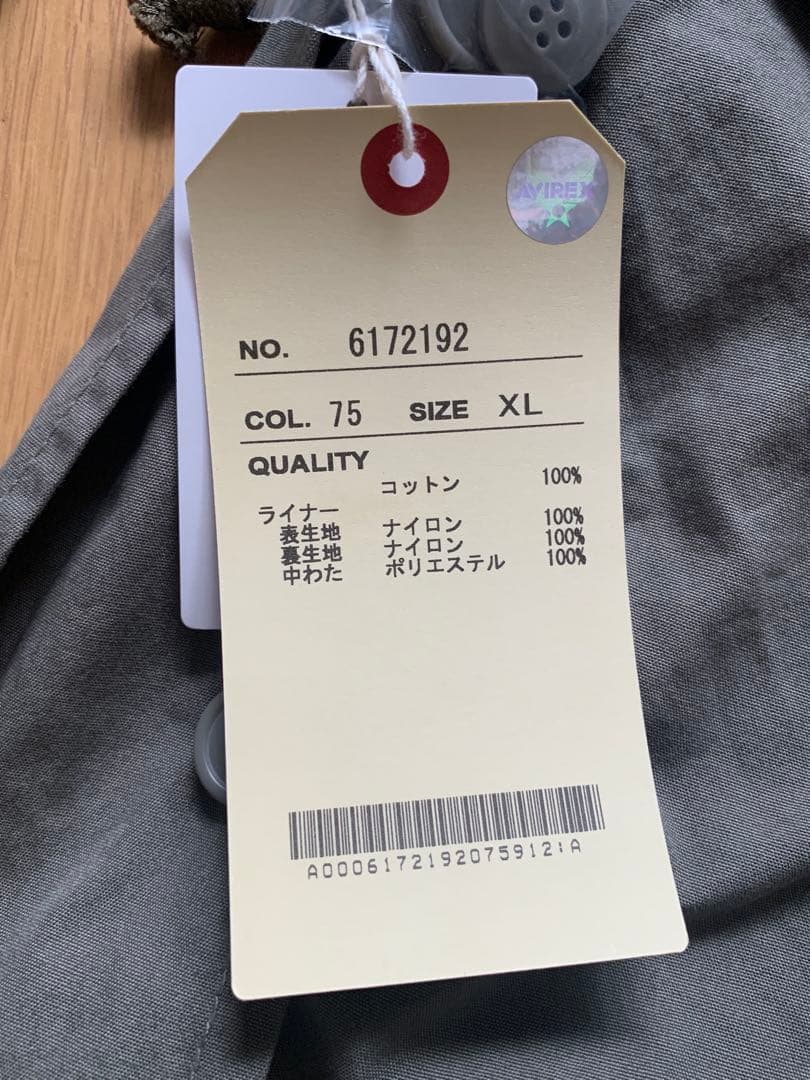 AVIREX
NO. 6172192
COL. 75 SIZE XL
QUALITY
コットン 100%
ライナー
表生地 ナイロン 100%
裏生地 ナイロン 100%
中わた ポリエステル 100%
A0006172192075912:A